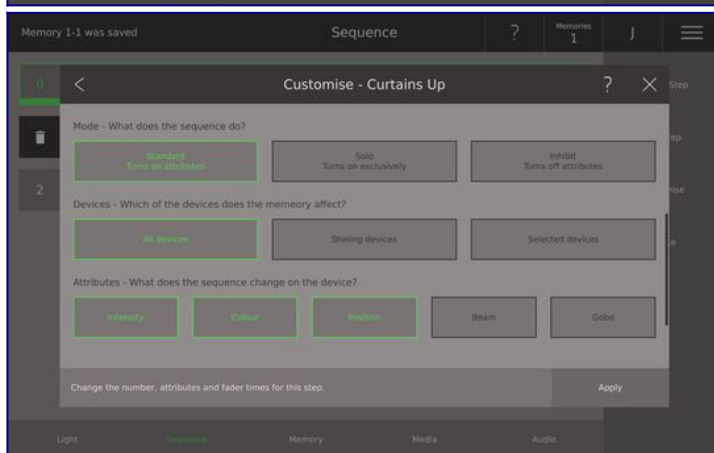 Memory 1-1 was saved
Sequence
?
Memories
1
J
0
Customise - Curtains Up
?
Step
Mode - What does the sequence do?
Standard
Turns on attributes
Solo
Turns on exclusively
Inhibit
Turns off attributes
2
Devices - Which of the devices does the memeory affect?
All devices
Shining devices
Selected devices
Attributes - What does the sequence change on the device?
Intensity
Colour
Position
Beam
Gobo
Change the number, attributes and fader times for this step.
Apply
Light
Sequence
Memory
Media
Audio